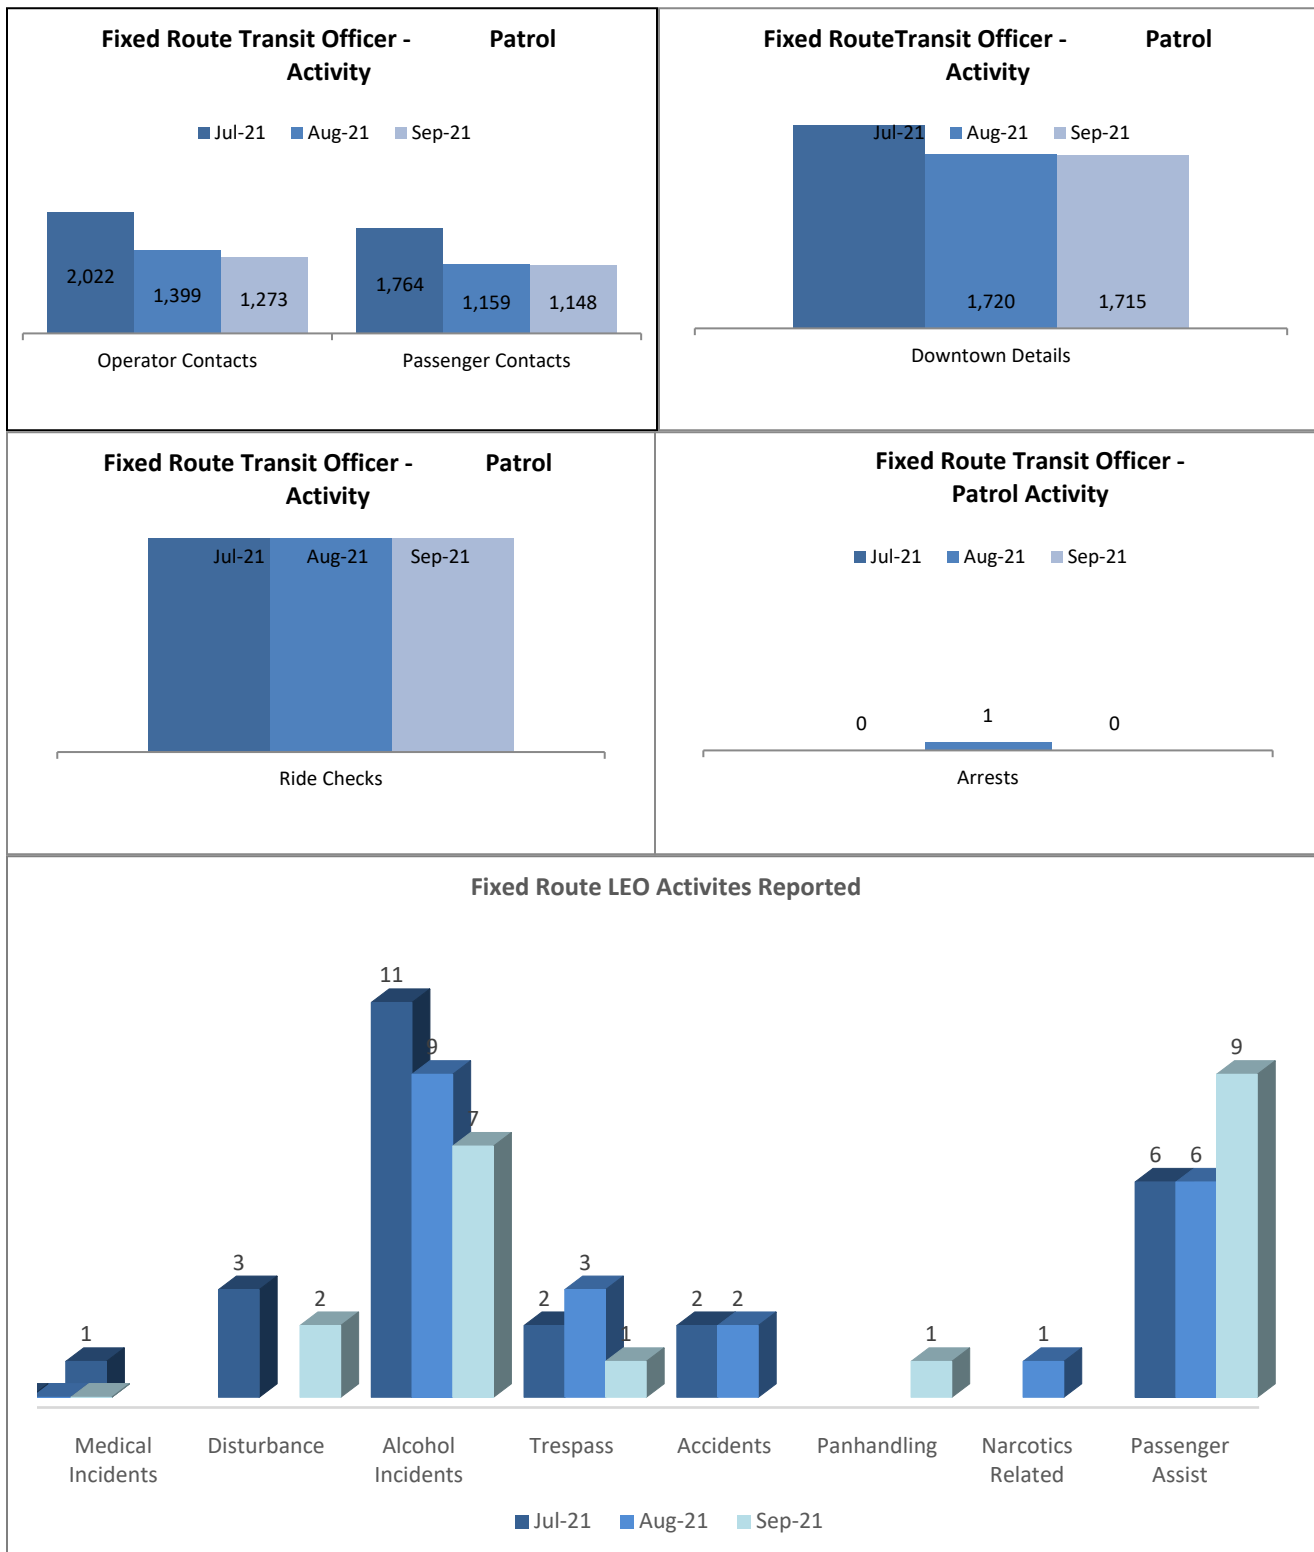 Fixed Route Transit Officer - Patrol
Activity
Jul-21 Aug-21 Sep-21
2,022
1,399
1,273
1,764
1,159
1,148
Operator Contacts Passenger Contacts
Fixed RouteTransit Officer - Patrol
Activity
Jul-21 Aug-21 Sep-21
1,720 1,715
Downtown Details
Fixed Route Transit Officer - Patrol
Activity
Jul-21 Aug-21 Sep-21
Ride Checks
Fixed Route Transit Officer -
Patrol Activity
Jul-21 Aug-21 Sep-21
0 1 0
Arrests
Fixed Route LEO Activites Reported
11
9
7
9
6 6
3
2
3
2
1
2 2
1
1
1
Medical Incidents
Disturbance
Alcohol Incidents
Trespass
Accidents
Panhandling
Narcotics Related
Passenger Assist
Jul-21 Aug-21 Sep-21